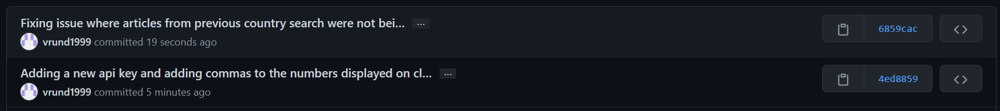 Fixing issue where articles from previous country search were not bei... ...
vrund1999 committed 19 seconds ago
6859cac
Adding a new api key and adding commas to the numbers displayed on cl... ...
vrund1999 committed 5 minutes ago
4ed8859